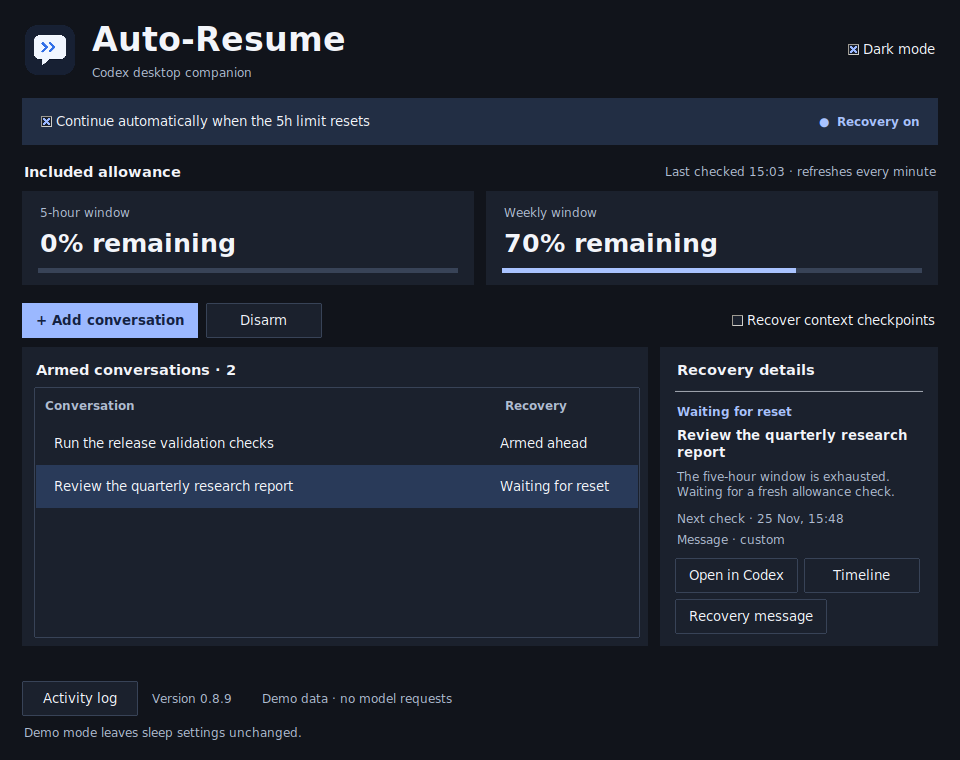 Auto-Resume
Codex desktop companion
Dark mode
Continue automatically when the 5h limit resets
Recovery on
Included allowance
Last checked 15:03 · refreshes every minute
5-hour window
0% remaining
Weekly window
70% remaining
+ Add conversation
Disarm
Recover context checkpoints
Armed conversations · 2
Conversation
Recovery
Run the release validation checks
Armed ahead
Review the quarterly research report
Waiting for reset
Recovery details
Waiting for reset
Review the quarterly research
report
The five-hour window is exhausted.
Waiting for a fresh allowance check.
Next check · 25 Nov, 15:48
Message · custom
Open in Codex
Timeline
Recovery message
Activity log
Version 0.8.9
Demo data · no model requests
Demo mode leaves sleep settings unchanged.